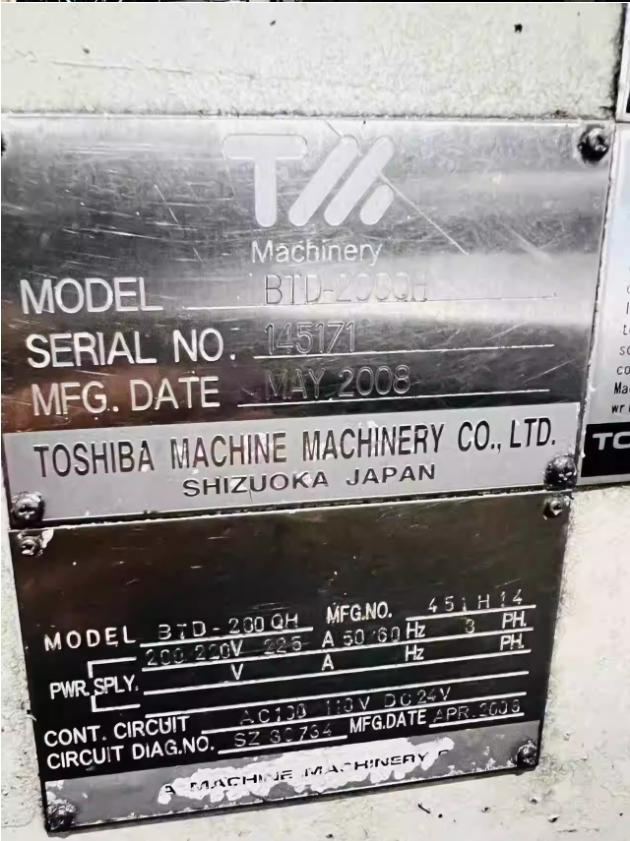 TM
Machinery
MODEL BTD-200QH
SERIAL NO. 145171
MFG. DATE MAY 2008
TOSHIBA MACHINE MACHINERY CO., LTD.
SHIZUOKA JAPAN
MODEL BTD-200QH MFG.NO. 451H14
PWR. SPLY. 200/220V 225 A 50/60 Hz 3 PH.
V A Hz PH.
CONT. CIRCUIT AC100 110V DC24V
CIRCUIT DIAG.NO. MFG.DATE APR.2008
A MACHINE MACHINERY
TO